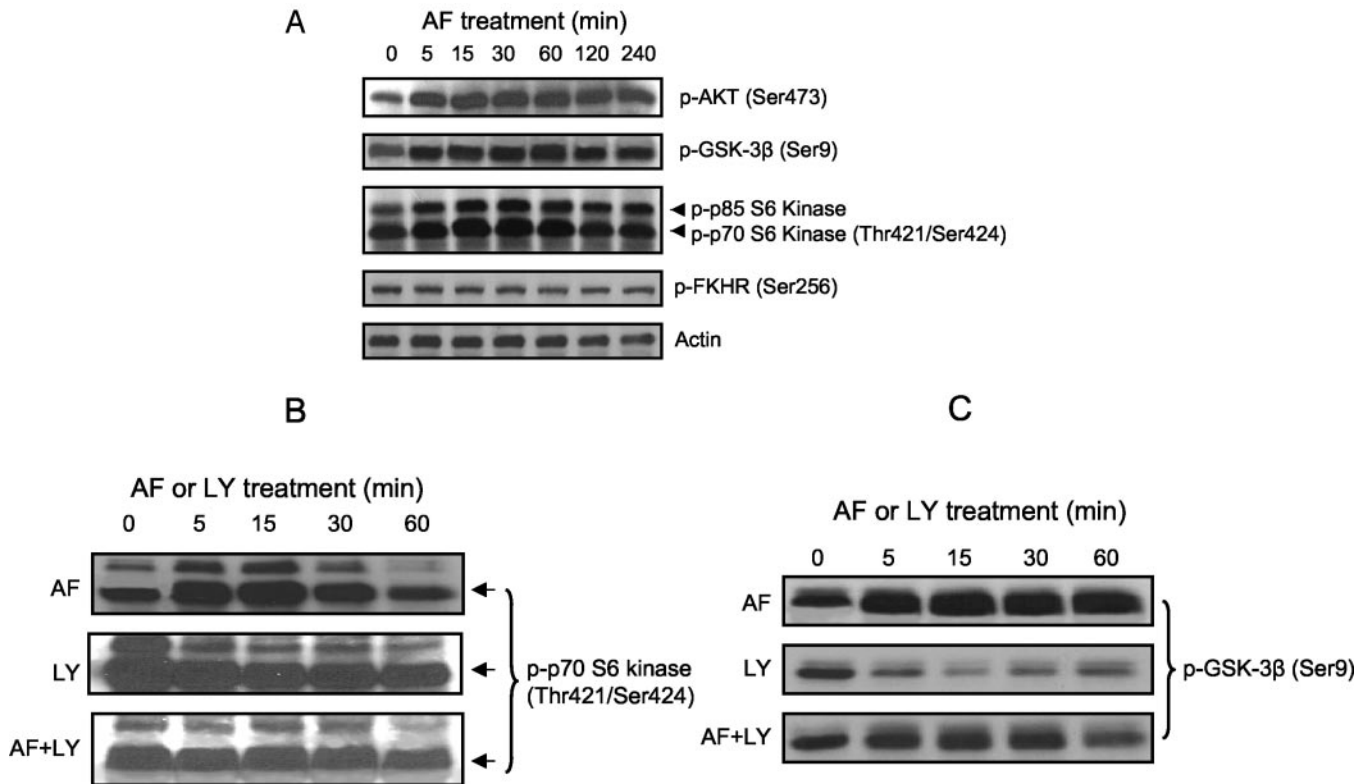 A
AF treatment (min)
0 5 15 30 60 120 240
p-AKT (Ser473)
p-GSK-3β (Ser9)
p-p85 S6 Kinase
p-p70 S6 Kinase (Thr421/Ser424)
p-FKHR (Ser256)
Actin
B
AF or LY treatment (min)
0 5 15 30 60
AF
LY
AF+LY
p-p70 S6 kinase
(Thr421/Ser424)
C
AF or LY treatment (min)
0 5 15 30 60
AF
LY
AF+LY
p-GSK-3β (Ser9)